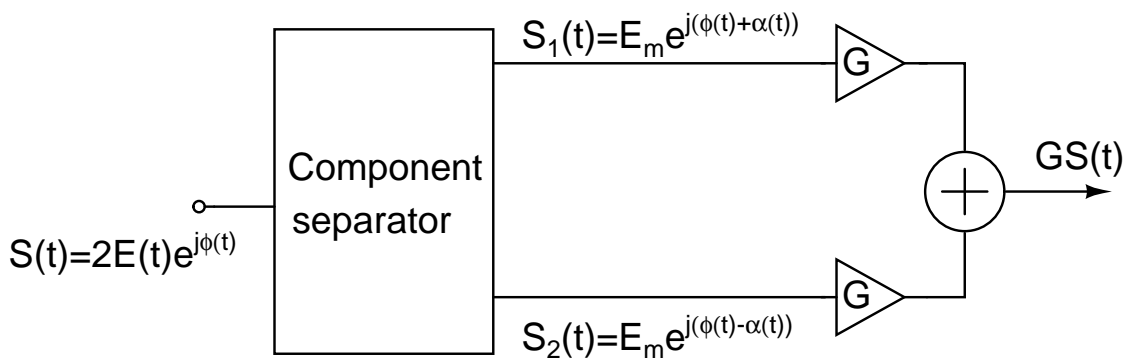 S₁(t)=Eₘe^j(ϕ(t)+α(t))
G
Component
separator
GS(t)
S(t)=2E(t)e^jϕ(t)
G
S₂(t)=Eₘe^j(ϕ(t)-α(t))